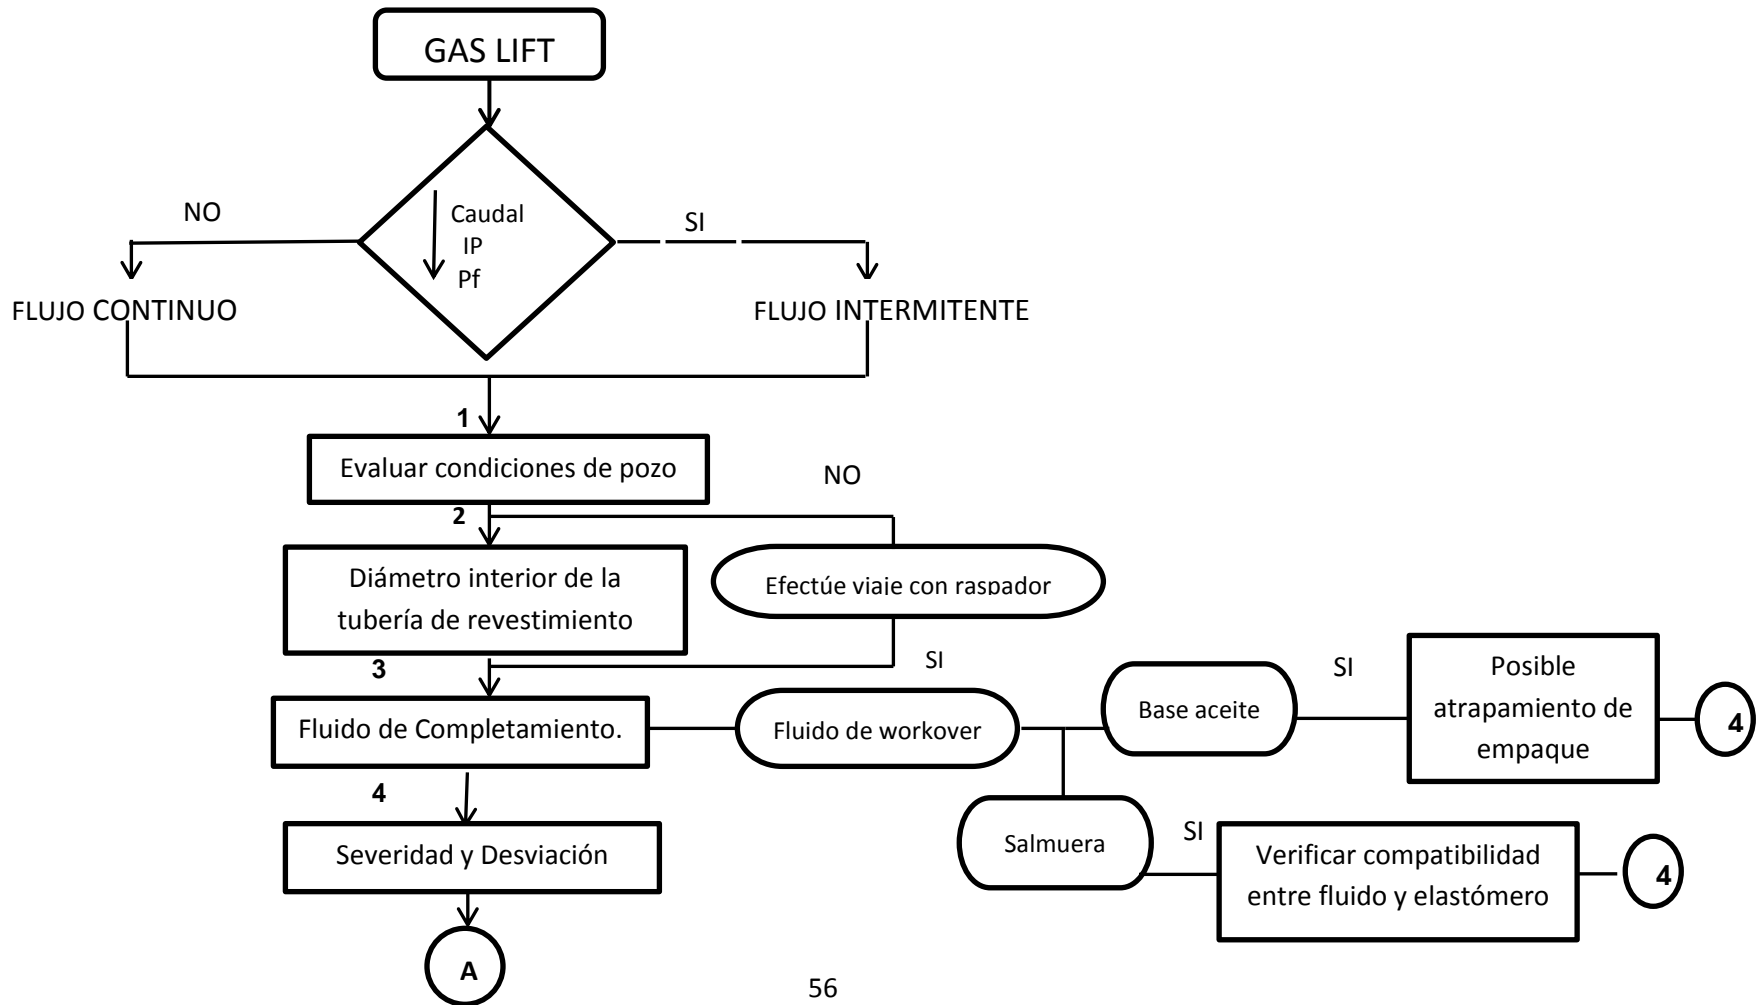 GAS LIFT
NO
Caudal
IP
Pf
SI
FLUJO CONTINUO
FLUJO INTERMITENTE
1
Evaluar condiciones de pozo
NO
2
Diámetro interior de la
tubería de revestimiento
Efectúe viaje con raspador
3
SI
Fluido de Completamiento.
Fluido de workover
Base aceite
SI
Posible
atrapamiento de
empaque
4
4
Severidad y Desviación
Salmuera
SI
Verificar compatibilidad
entre fluido y elastómero
4
A
56